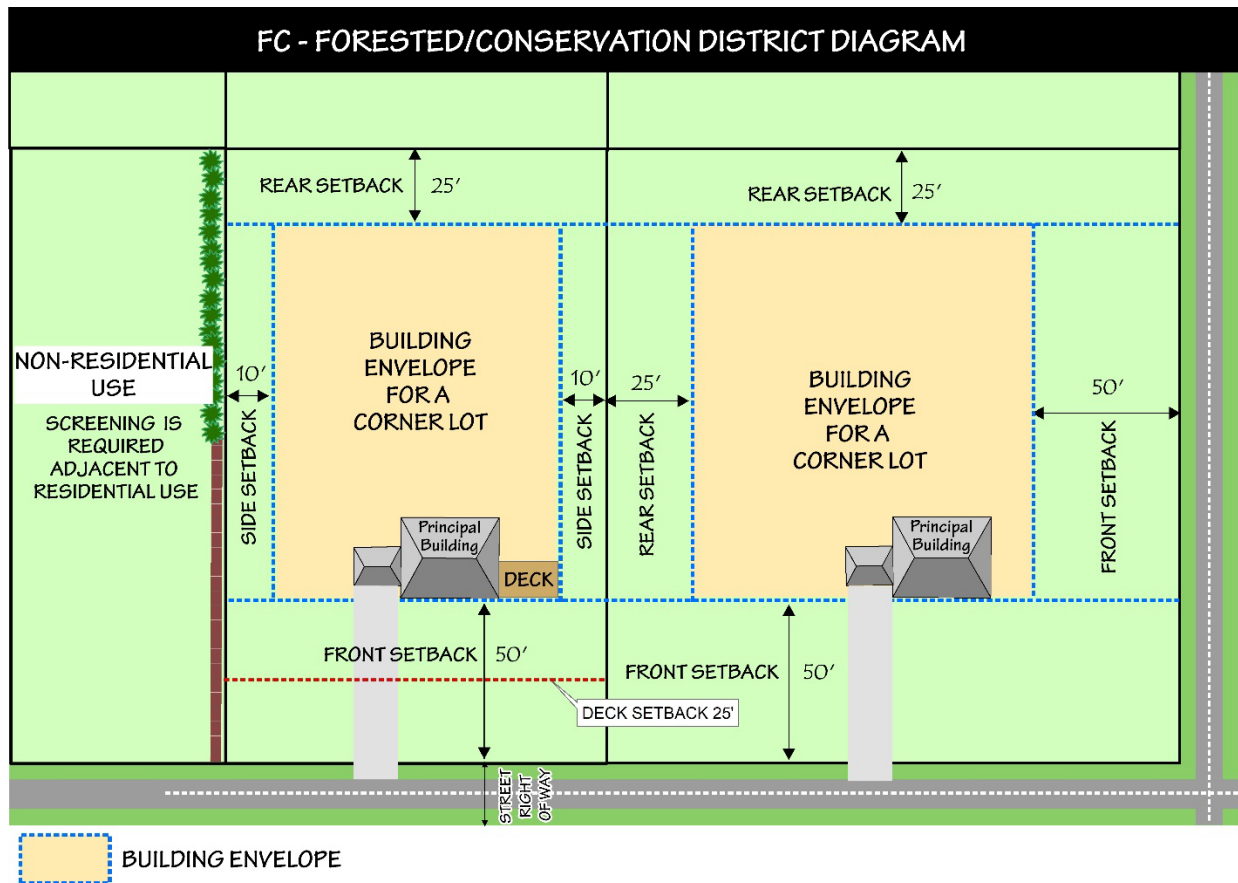 FC - FORESTED/CONSERVATION DISTRICT DIAGRAM
REAR SETBACK 25'
REAR SETBACK 25'
NON-RESIDENTIAL
USE
SCREENING IS
REQUIRED
ADJACENT TO
RESIDENTIAL USE
10'
SIDE SETBACK
BUILDING
ENVELOPE
FOR A
CORNER LOT
10'
SIDE SETBACK
25'
REAR SETBACK
BUILDING
ENVELOPE
FOR A
CORNER LOT
50'
FRONT SETBACK
Principal
Building
DECK
Principal
Building
FRONT SETBACK 50'
FRONT SETBACK 50'
DECK SETBACK 25'
STREET
RIGHT
OF WAY
BUILDING ENVELOPE